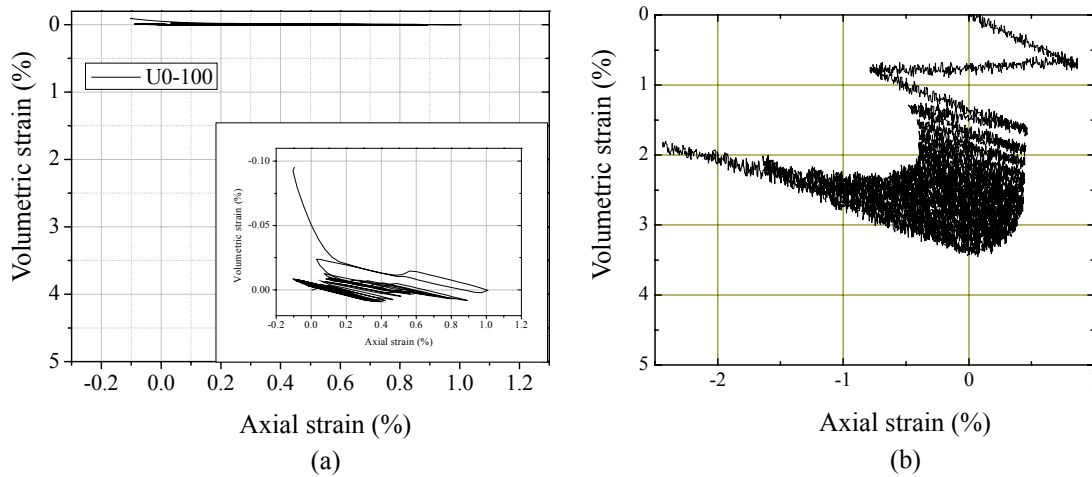 0
1
2
3
4
5
Volumetric strain (%)
U0-100
-0.2 0.0 0.2 0.4 0.6 0.8 1.0 1.2
Axial strain (%)
(a)
-0.10
-0.05
0.00
Volumetric strain (%)
-0.2 0.0 0.2 0.4 0.6 0.8 1.0 1.2
Axial strain (%)
0
1
2
3
4
5
Volumetric strain (%)
-2 -1 0
Axial strain (%)
(b)